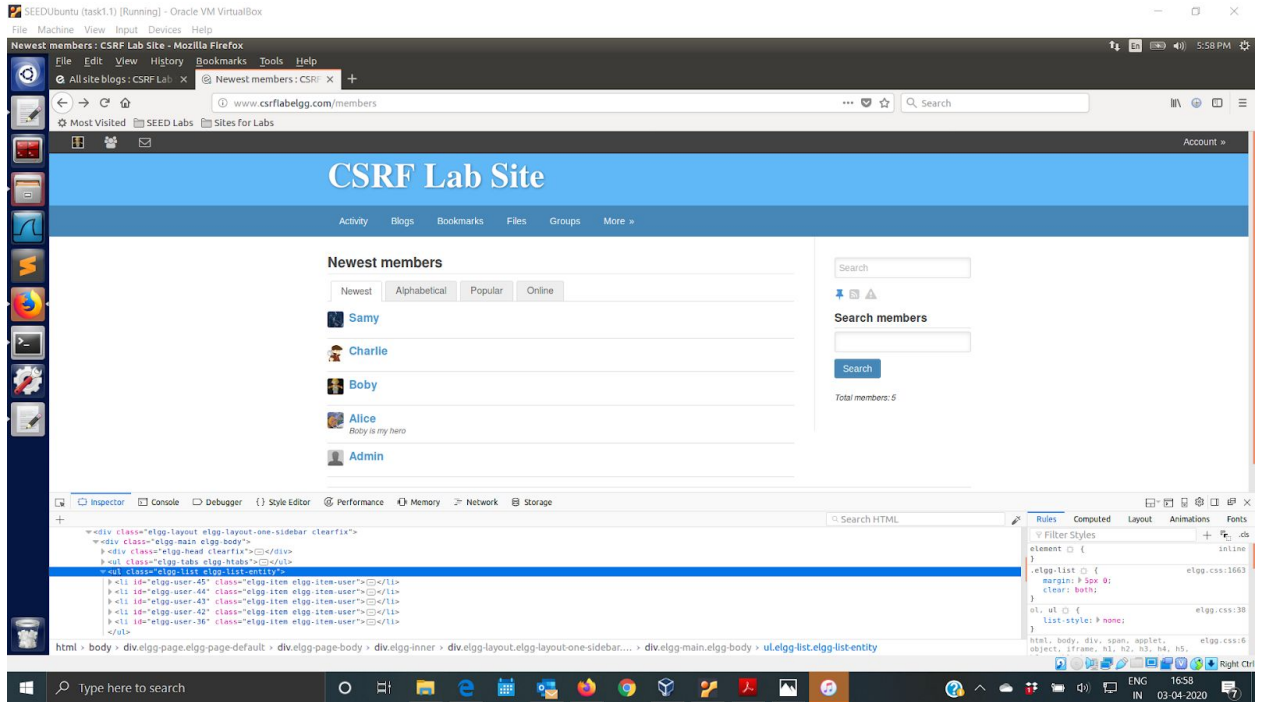 SEEDUbuntu (task1.1) [Running] - Oracle VM VirtualBox
File Machine View Input Devices Help
Newest members : CSRF Lab Site - Mozilla Firefox
En 5:58 PM
File Edit View History Bookmarks Tools Help
All site blogs : CSRF Lab × Newest members : CSRF × +
www.csrflabelgg.com/members ••• Search
Most Visited SEED Labs Sites for Labs
Account »
CSRF Lab Site
Activity Blogs Bookmarks Files Groups More »
Newest members
Newest Alphabetical Popular Online
Samy
Charlie
Boby
Alice
Boby is my hero
Admin
Search
Search members
Search
Total members: 5
Inspector Console Debugger {} Style Editor Performance Memory Network Storage
+ Search HTML
<div class="elgg-layout elgg-layout-one-sidebar clearfix">
<div class="elgg-main elgg-body">
<div class="elgg-head clearfix"></div>
<ul class="elgg-tabs elgg-htabs"></ul>
<ul class="elgg-list elgg-list-entity">
<li id="elgg-user-45" class="elgg-item elgg-item-user"></li>
<li id="elgg-user-44" class="elgg-item elgg-item-user"></li>
<li id="elgg-user-43" class="elgg-item elgg-item-user"></li>
<li id="elgg-user-42" class="elgg-item elgg-item-user"></li>
<li id="elgg-user-36" class="elgg-item elgg-item-user"></li>
</ul>
html > body > div.elgg-page.elgg-page-default > div.elgg-page-body > div.elgg-inner > div.elgg-layout.elgg-layout-one-sidebar.... > div.elgg-main.elgg-body > ul.elgg-list.elgg-list-entity
Rules Computed Layout Animations Fonts
Filter Styles + .cls
element { inline
}
.elgg-list { elgg.css:1663
margin: 5px 0;
clear: both;
}
ol, ul { elgg.css:38
list-style: none;
}
html, body, div, span, applet, elgg.css:6
object, iframe, h1, h2, h3, h4, h5,
Right Ctrl
Type here to search
ENG
IN
16:58
03-04-2020
7